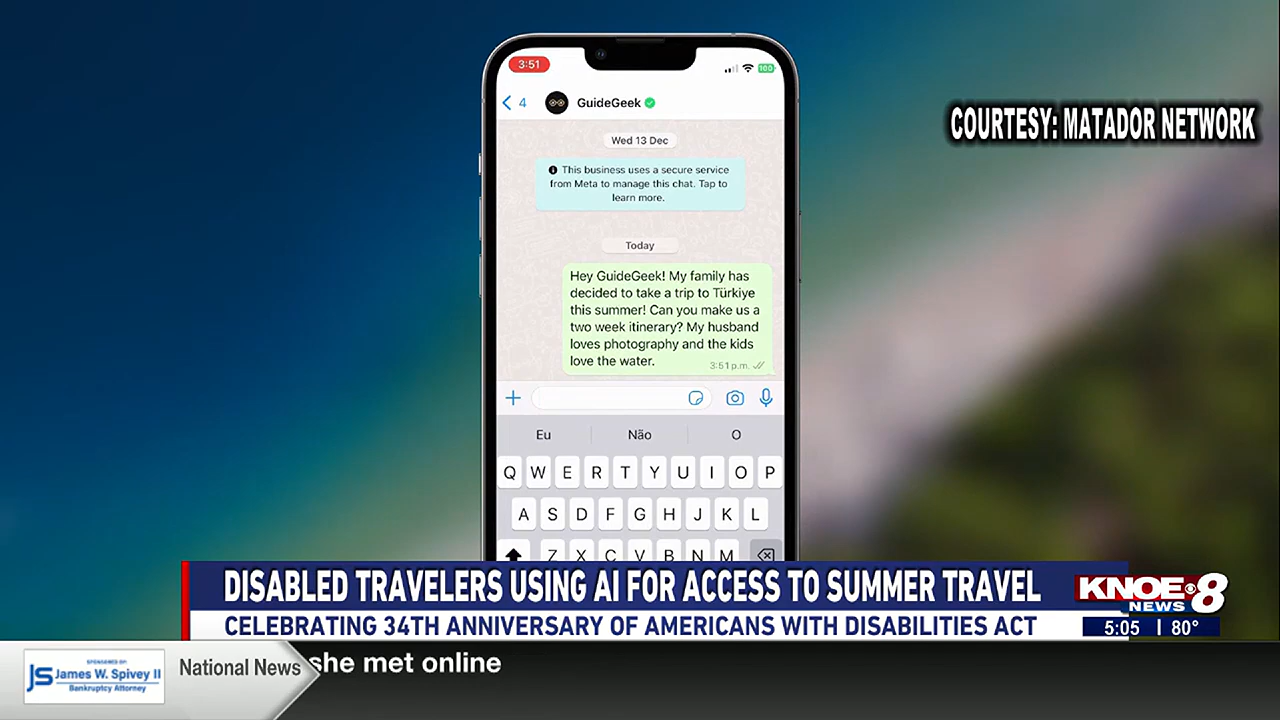 3:51
100
4
GuideGeek
COURTESY: MATADOR NETWORK
Wed 13 Dec
This business uses a secure service
from Meta to manage this chat. Tap to
learn more.
Today
Hey GuideGeek! My family has
decided to take a trip to Türkiye
this summer! Can you make us a
two week itinerary? My husband
loves photography and the kids
love the water.
3:51 p.m.
Eu Não O
Q W E R T Y U I O P
A S D F G H J K L
Z X C V B N M
DISABLED TRAVELERS USING AI FOR ACCESS TO SUMMER TRAVEL
CELEBRATING 34TH ANNIVERSARY OF AMERICANS WITH DISABILITIES ACT
KNOE 8
NEWS
5:05 | 80°
SPONSORED BY:
JS James W. Spivey II
Bankruptcy Attorney
National News
she met online